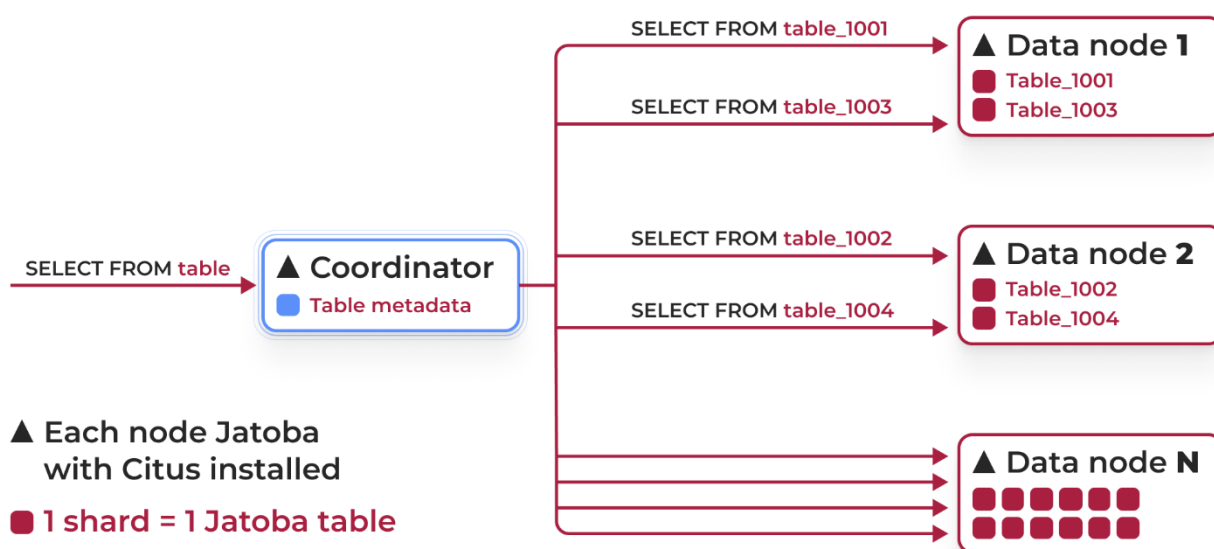 SELECT FROM table_1001
Data node 1
Table_1001
SELECT FROM table_1003
Table_1003
SELECT FROM table_1002
Data node 2
Table_1002
SELECT FROM table_1004
Table_1004
SELECT FROM table
Coordinator
Table metadata
Each node Jatoba
with Citus installed
1 shard = 1 Jatoba table
Data node N